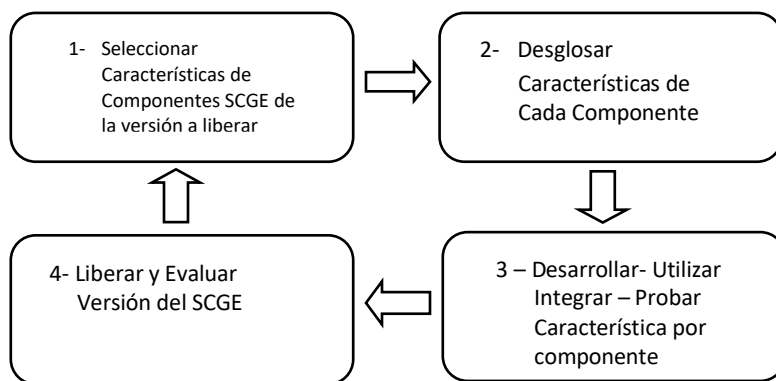 1- Seleccionar
Características de
Componentes SCGE de
la versión a liberar
2- Desglosar
Características de
Cada Componente
3 – Desarrollar- Utilizar
Integrar – Probar
Característica por
componente
4- Liberar y Evaluar
Versión del SCGE